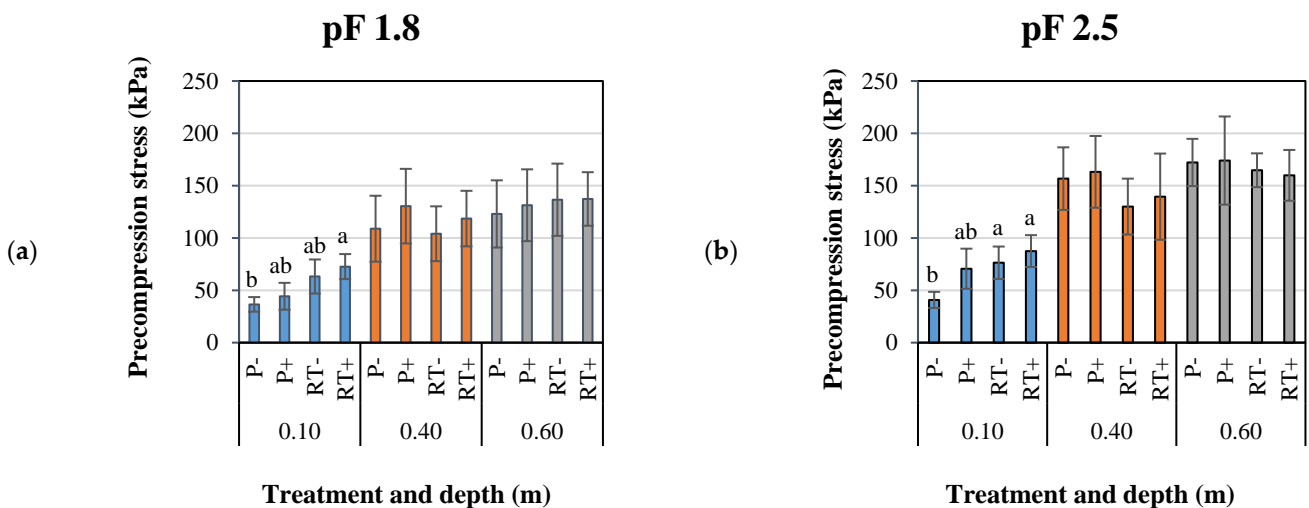 pF 1.8
Precompression stress (kPa)
250
200
150
100
50
0
b ab ab a
P- P+ RT- RT+ P- P+ RT- RT+ P- P+ RT- RT+
0.10 0.40 0.60
Treatment and depth (m)
(a)
pF 2.5
Precompression stress (kPa)
250
200
150
100
50
0
b ab a a
P- P+ RT- RT+ P- P+ RT- RT+ P- P+ RT- RT+
0.10 0.40 0.60
Treatment and depth (m)
(b)